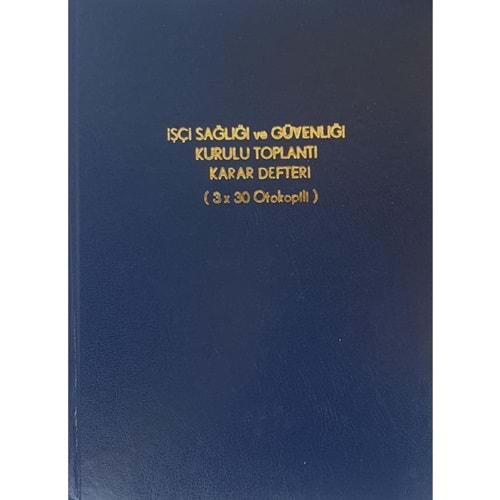 İŞÇİ SAĞLIĞI ve GÜVENLİĞİ
KURULU TOPLANTI
KARAR DEFTERİ
( 3 x 30 Otokopili )